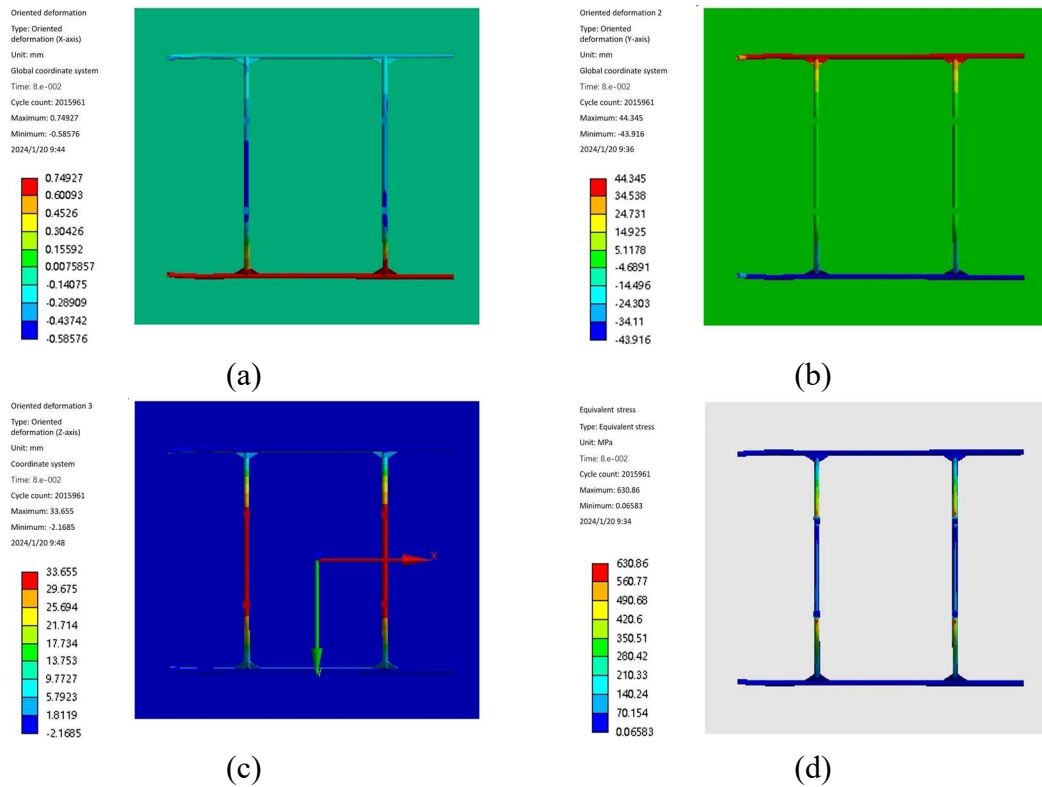 Oriented deformation
Type: Oriented
deformation (X-axis)
Unit: mm
Global coordinate system
Time: 8.e-002
Cycle count: 2015961
Maximum: 0.74927
Minimum: -0.58576
2024/1/20 9:44
0.74927
0.60093
0.4526
0.30426
0.15592
0.0075857
-0.14075
-0.28909
-0.43742
-0.58576
(a)
Oriented deformation 2
Type: Oriented
deformation (Y-axis)
Unit: mm
Global coordinate system
Time: 8.e-002
Cycle count: 2015961
Maximum: 44.345
Minimum: -43.916
2024/1/20 9:36
44.345
34.538
24.731
14.925
5.1178
-4.6891
-14.496
-24.303
-34.11
-43.916
(b)
Oriented deformation 3
Type: Oriented
deformation (Z-axis)
Unit: mm
Coordinate system
Time: 8.e-002
Cycle count: 2015961
Maximum: 33.655
Minimum: -2.1685
2024/1/20 9:48
33.655
29.675
25.694
21.714
17.734
13.753
9.7727
5.7923
1.8119
-2.1685
X
Y
(c)
Equivalent stress
Type: Equivalent stress
Unit: MPa
Time: 8.e-002
Cycle count: 2015961
Maximum: 630.86
Minimum: 0.06583
2024/1/20 9:34
630.86
560.77
490.68
420.6
350.51
280.42
210.33
140.24
70.154
0.06583
(d)